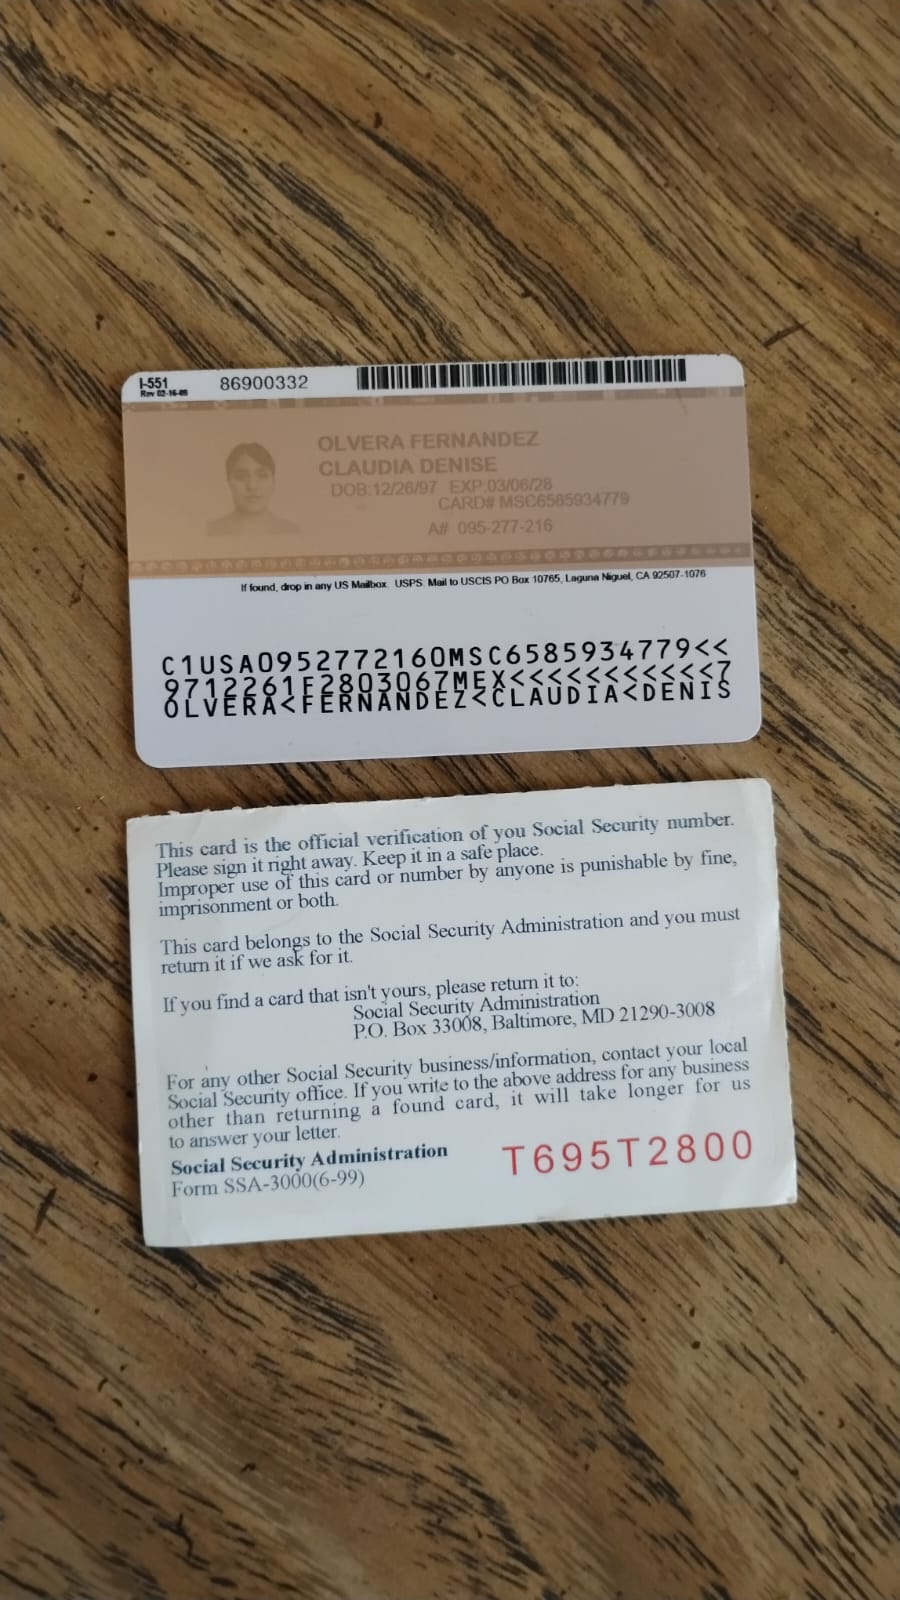 I-551
Rev 02-16-05
86900332
OLVERA FERNANDEZ
CLAUDIA DENISE
DOB:12/26/97 EXP:03/06/28
CARD# MSC6585934779
A# 095-277-216
If found, drop in any US Mailbox. USPS. Mail to USCIS PO Box 10765, Laguna Niguel, CA 92507-1076
C1USA0952772160MSC6585934779<<
9712261F2803067MEX<<<<<<<<<<<7
OLVERA<FERNANDEZ<CLAUDIA<DENIS
This card is the official verification of you Social Security number.
Please sign it right away. Keep it in a safe place.
Improper use of this card or number by anyone is punishable by fine,
imprisonment or both.
This card belongs to the Social Security Administration and you must
return it if we ask for it.
If you find a card that isn't yours, please return it to:
Social Security Administration
P.O. Box 33008, Baltimore, MD 21290-3008
For any other Social Security business/information, contact your local
Social Security office. If you write to the above address for any business
other than returning a found card, it will take longer for us
to answer your letter.
Social Security Administration
Form SSA-3000(6-99)
T695T2800